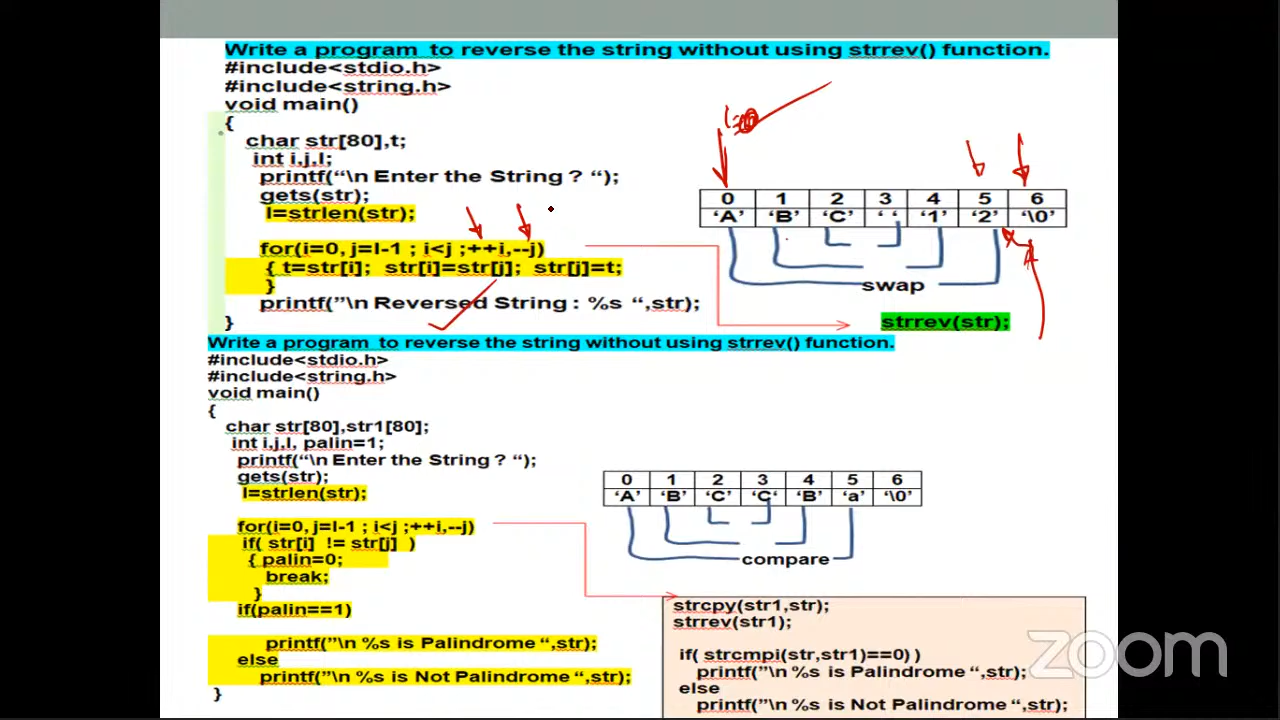 Write a program to reverse the string without using strrev() function.
#include<stdio.h>
#include<string.h>
void main()
{
char str[80],t;
int i,j,l;
printf(“\n Enter the String ? “);
gets(str);
l=strlen(str);
for(i=0, j=l-1 ; i<j ;++i,--j)
{ t=str[i]; str[i]=str[j]; str[j]=t;
}
printf(”\n Reversed String : %s “,str);
}
0 1 2 3 4 5 6
‘A’ ‘B’ ‘C’ ‘ ‘ ‘1’ ‘2’ ‘\0’
swap
strrev(str);
Write a program to reverse the string without using strrev() function.
#include<stdio.h>
#include<string.h>
void main()
{
char str[80],str1[80];
int i,j,l, palin=1;
printf(“\n Enter the String ? “);
gets(str);
l=strlen(str);
for(i=0, j=l-1 ; i<j ;++i,--j)
if( str[i] != str[j] )
{ palin=0;
break;
}
if(palin==1)
printf(”\n %s is Palindrome “,str);
else
printf(”\n %s is Not Palindrome “,str);
}
0 1 2 3 4 5 6
‘A’ ‘B’ ‘C’ ‘C‘ ‘B’ ‘a’ ‘\0’
compare
strcpy(str1,str);
strrev(str1);
if( strcmpi(str,str1)==0) )
printf(”\n %s is Palindrome “,str);
else
printf(”\n %s is Not Palindrome “,str);
zoom